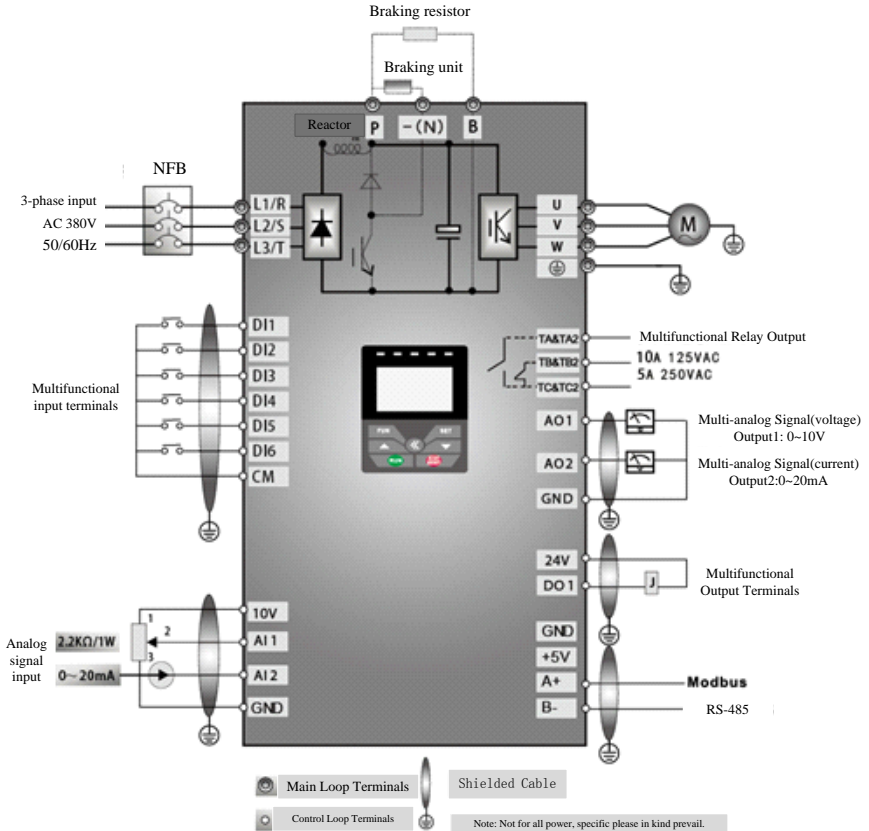 Braking resistor
Braking unit
Reactor
P
-(N)
B
NFB
3-phase input
AC 380V
50/60Hz
L1/R
L2/S
L3/T
U
V
W
M
DI1
DI2
DI3
DI4
DI5
DI6
CM
Multifunctional
input terminals
FUN
SET
RUN
TA&TA2
TB&TB2
TC&TC2
Multifunctional Relay Output
10A 125VAC
5A 250VAC
AO1
AO2
GND
Multi-analog Signal(voltage)
Output1: 0~10V
Multi-analog Signal(current)
Output2:0~20mA
24V
DO1
J
Multifunctional
Output Terminals
10V
AI1
AI2
GND
1
2
3
Analog
signal
input
2.2KΩ/1W
0~20mA
GND
+5V
A+
B-
Modbus
RS-485
Main Loop Terminals
Shielded Cable
Control Loop Terminals
Note: Not for all power, specific please in kind prevail.